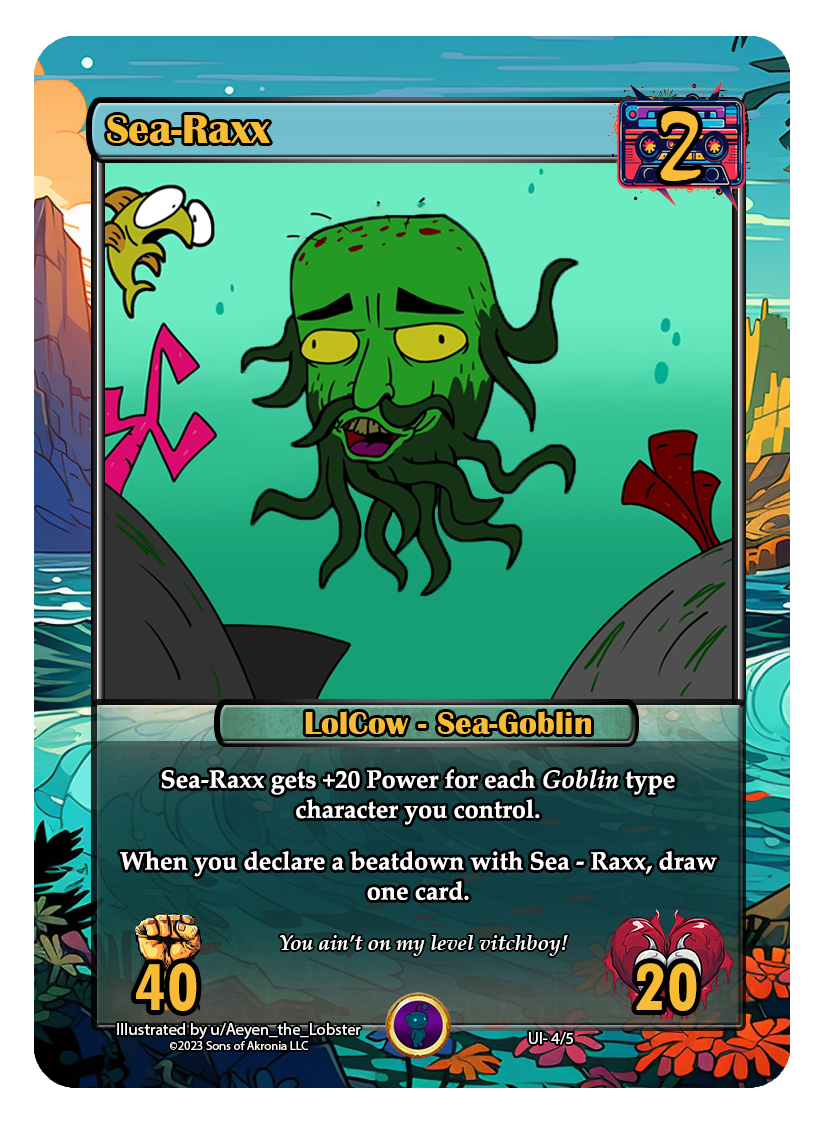 Sea-Raxx
2
LolCow - Sea-Goblin
Sea-Raxx gets +20 Power for each Goblin type
character you control.
When you declare a beatdown with Sea - Raxx, draw
one card.
You ain't on my level vitchboy!
40
20
Illustrated by u/Aeyen_the_Lobster
©2023 Sons of Akronia LLC
UI- 4/5